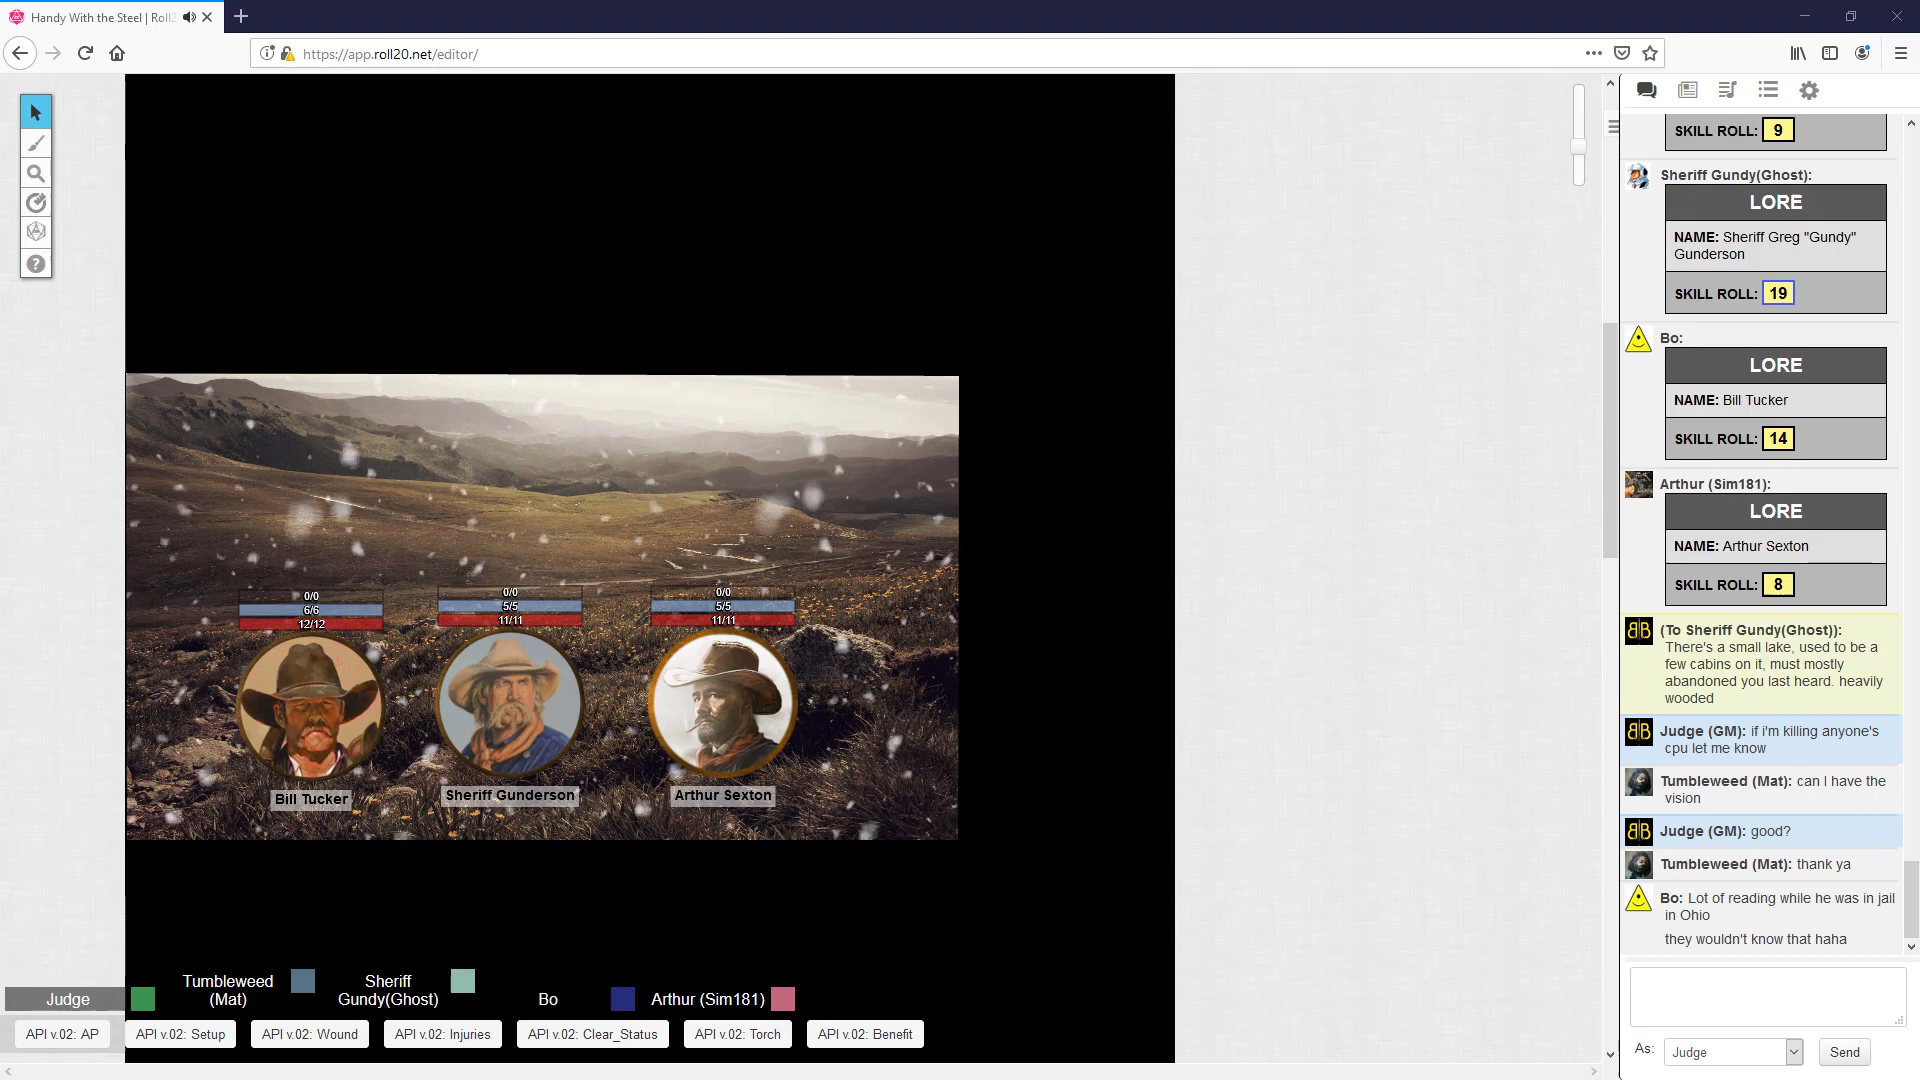 Handy With the Steel | Roll2
https://app.roll20.net/editor/
SKILL ROLL: 9
Sheriff Gundy(Ghost):
LORE
NAME: Sheriff Greg "Gundy"
Gunderson
SKILL ROLL: 19
Bo:
LORE
NAME: Bill Tucker
SKILL ROLL: 14
Arthur (Sim181):
LORE
NAME: Arthur Sexton
SKILL ROLL: 8
(To Sheriff Gundy(Ghost)):
There's a small lake, used to be a
few cabins on it, must mostly
abandoned you last heard. heavily
wooded
Judge (GM): if i'm killing anyone's
cpu let me know
Tumbleweed (Mat): can I have the
vision
Judge (GM): good?
Tumbleweed (Mat): thank ya
Bo: Lot of reading while he was in jail
in Ohio
they wouldn't know that haha
As: Judge Send
0/0
6/6
12/12
Bill Tucker
0/0
5/5
11/11
Sheriff Gunderson
0/0
5/5
11/11
Arthur Sexton
Judge
Tumbleweed
(Mat)
Sheriff
Gundy(Ghost)
Bo
Arthur (Sim181)
API v.02: AP API v.02: Setup API v.02: Wound API v.02: Injuries API v.02: Clear_Status API v.02: Torch API v.02: Benefit